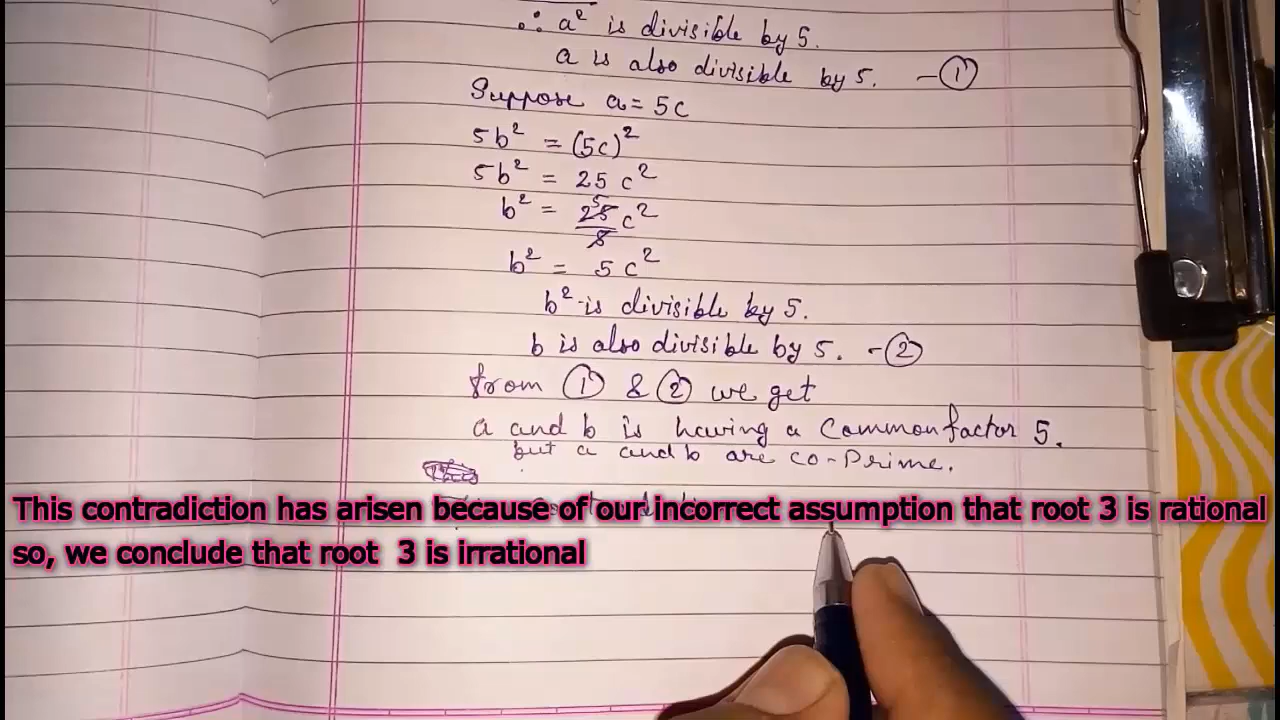 ∴ a² is divisible by 5.
a is also divisible by 5. - ①
Suppose a = 5c
5b² = (5c)²
5b² = 25 c²
b² = 25/5 c² 5
b² = 5 c²
b² is divisible by 5.
b is also divisible by 5. - ②
from ① & ② we get
a and b is having a common factor 5.
but a and b are co-Prime.
This contradiction has arisen because of our incorrect assumption that root 3 is rational
so, we conclude that root 3 is irrational